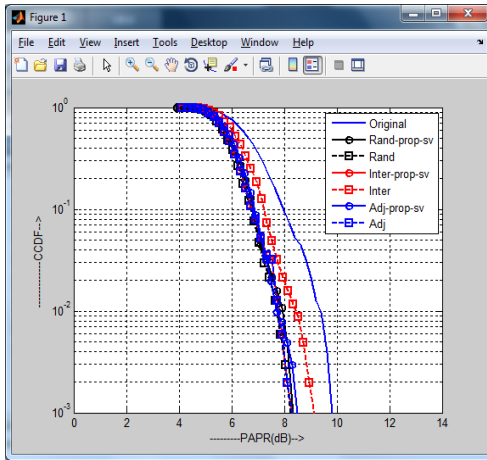 Figure 1
File Edit View Insert Tools Desktop Window Help
10^0
10^-1
10^-2
10^-3
--------CCDF-->
Original
Rand-prop-sv
Rand
Inter-prop-sv
Inter
Adj-prop-sv
Adj
0 2 4 6 8 10 12 14
---------PAPR(dB)-->